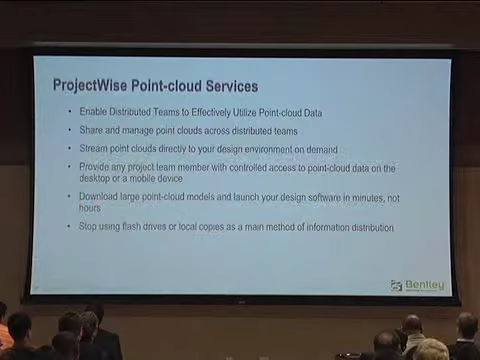 ProjectWise Point-cloud Services
• Enable Distributed Teams to Effectively Utilize Point-cloud Data
• Share and manage point clouds across distributed teams
• Stream point clouds directly to your design environment on demand
• Provide any project team member with controlled access to point-cloud data on the
desktop or a mobile device
• Download large point-cloud models and launch your design software in minutes, not
hours
• Stop using flash drives or local copies as a main method of information distribution
Bentley